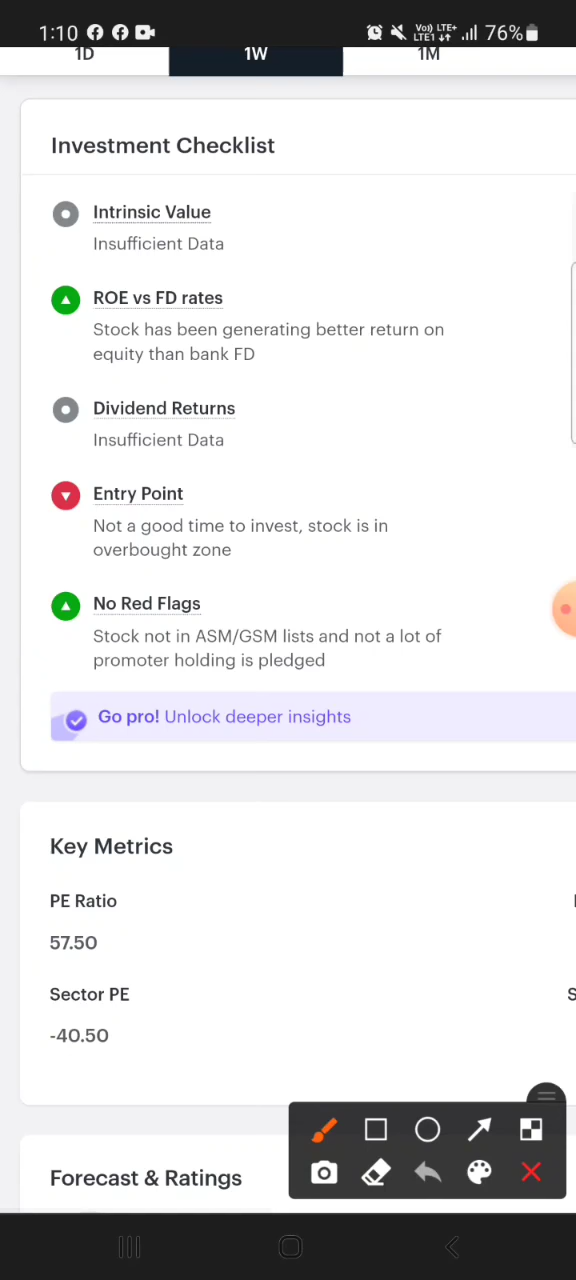 1:10 Vo)) LTE+ LTE1 76%
1D 1W 1M
Investment Checklist
Intrinsic Value
Insufficient Data
ROE vs FD rates
Stock has been generating better return on
equity than bank FD
Dividend Returns
Insufficient Data
Entry Point
Not a good time to invest, stock is in
overbought zone
No Red Flags
Stock not in ASM/GSM lists and not a lot of
promoter holding is pledged
Go pro! Unlock deeper insights
Key Metrics
PE Ratio
57.50
Sector PE
-40.50
Forecast & Ratings